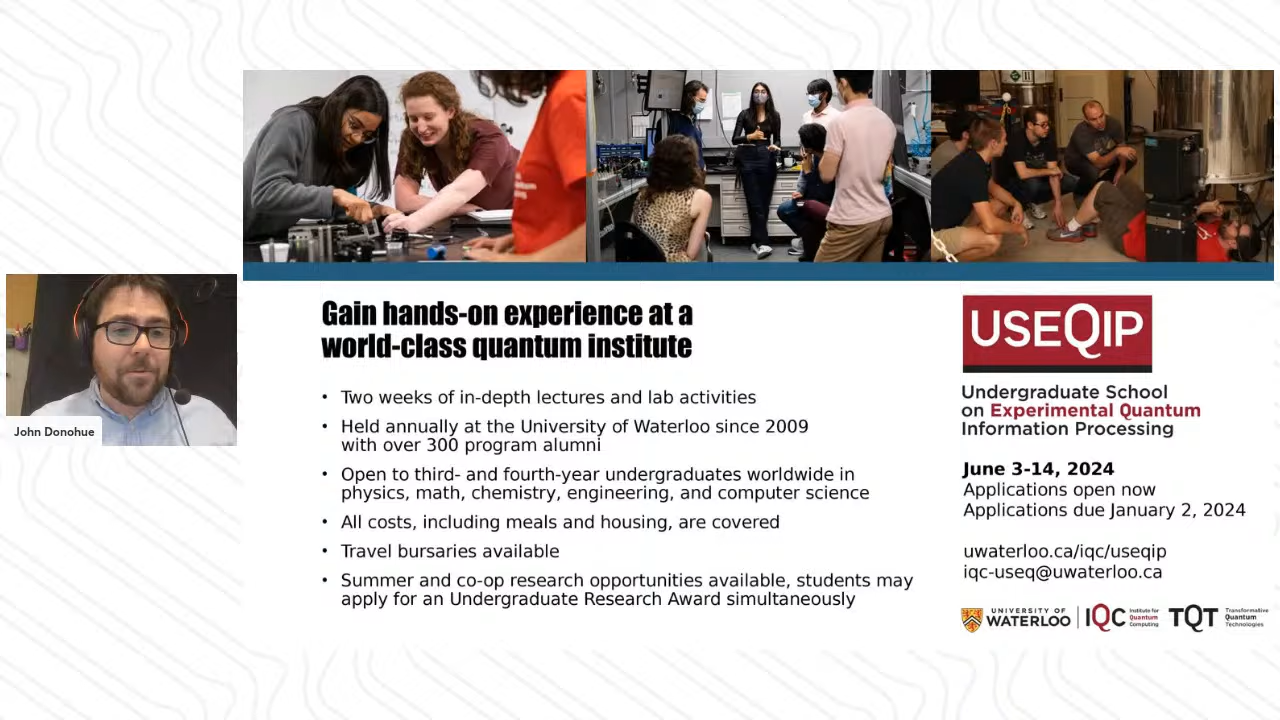 John Donohue
Gain hands-on experience at a
world-class quantum institute
• Two weeks of in-depth lectures and lab activities
• Held annually at the University of Waterloo since 2009
with over 300 program alumni
• Open to third- and fourth-year undergraduates worldwide in
physics, math, chemistry, engineering, and computer science
• All costs, including meals and housing, are covered
• Travel bursaries available
• Summer and co-op research opportunities available, students may
apply for an Undergraduate Research Award simultaneously
USEQIP
Undergraduate School
on Experimental Quantum
Information Processing
June 3-14, 2024
Applications open now
Applications due January 2, 2024
uwaterloo.ca/iqc/useqip
iqc-useq@uwaterloo.ca
UNIVERSITY OF
WATERLOO
IQC
Institute for
Quantum
Computing
TQT
Transformative
Quantum
Technologies